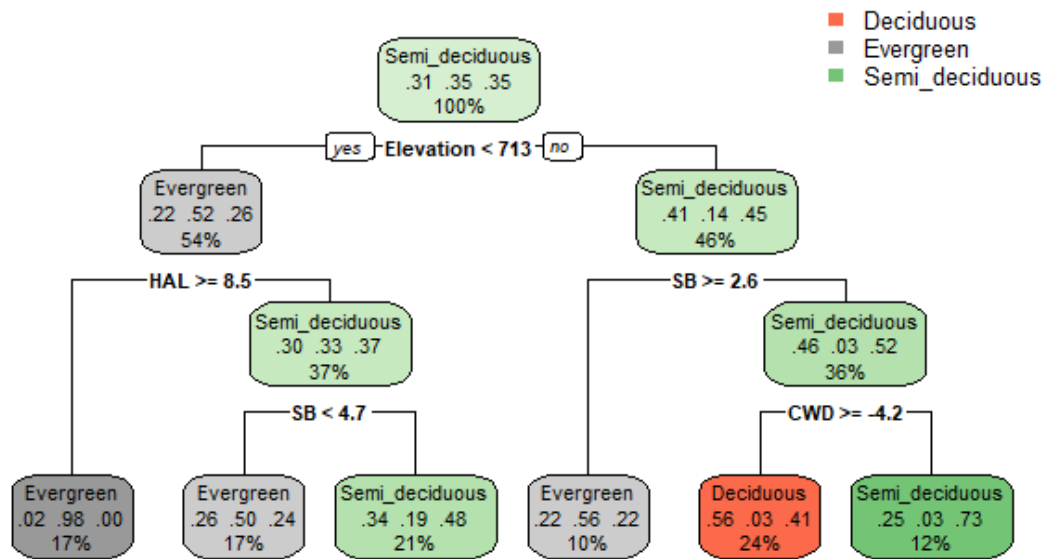 Deciduous
Evergreen
Semi_deciduous
Semi_deciduous
.31 .35 .35
100%
yes Elevation < 713 no
Evergreen
.22 .52 .26
54%
Semi_deciduous
.41 .14 .45
46%
HAL >= 8.5
SB >= 2.6
Semi_deciduous
.30 .33 .37
37%
Semi_deciduous
.46 .03 .52
36%
SB < 4.7
CWD >= -4.2
Evergreen
.02 .98 .00
17%
Evergreen
.26 .50 .24
17%
Semi_deciduous
.34 .19 .48
21%
Evergreen
.22 .56 .22
10%
Deciduous
.56 .03 .41
24%
Semi_deciduous
.25 .03 .73
12%